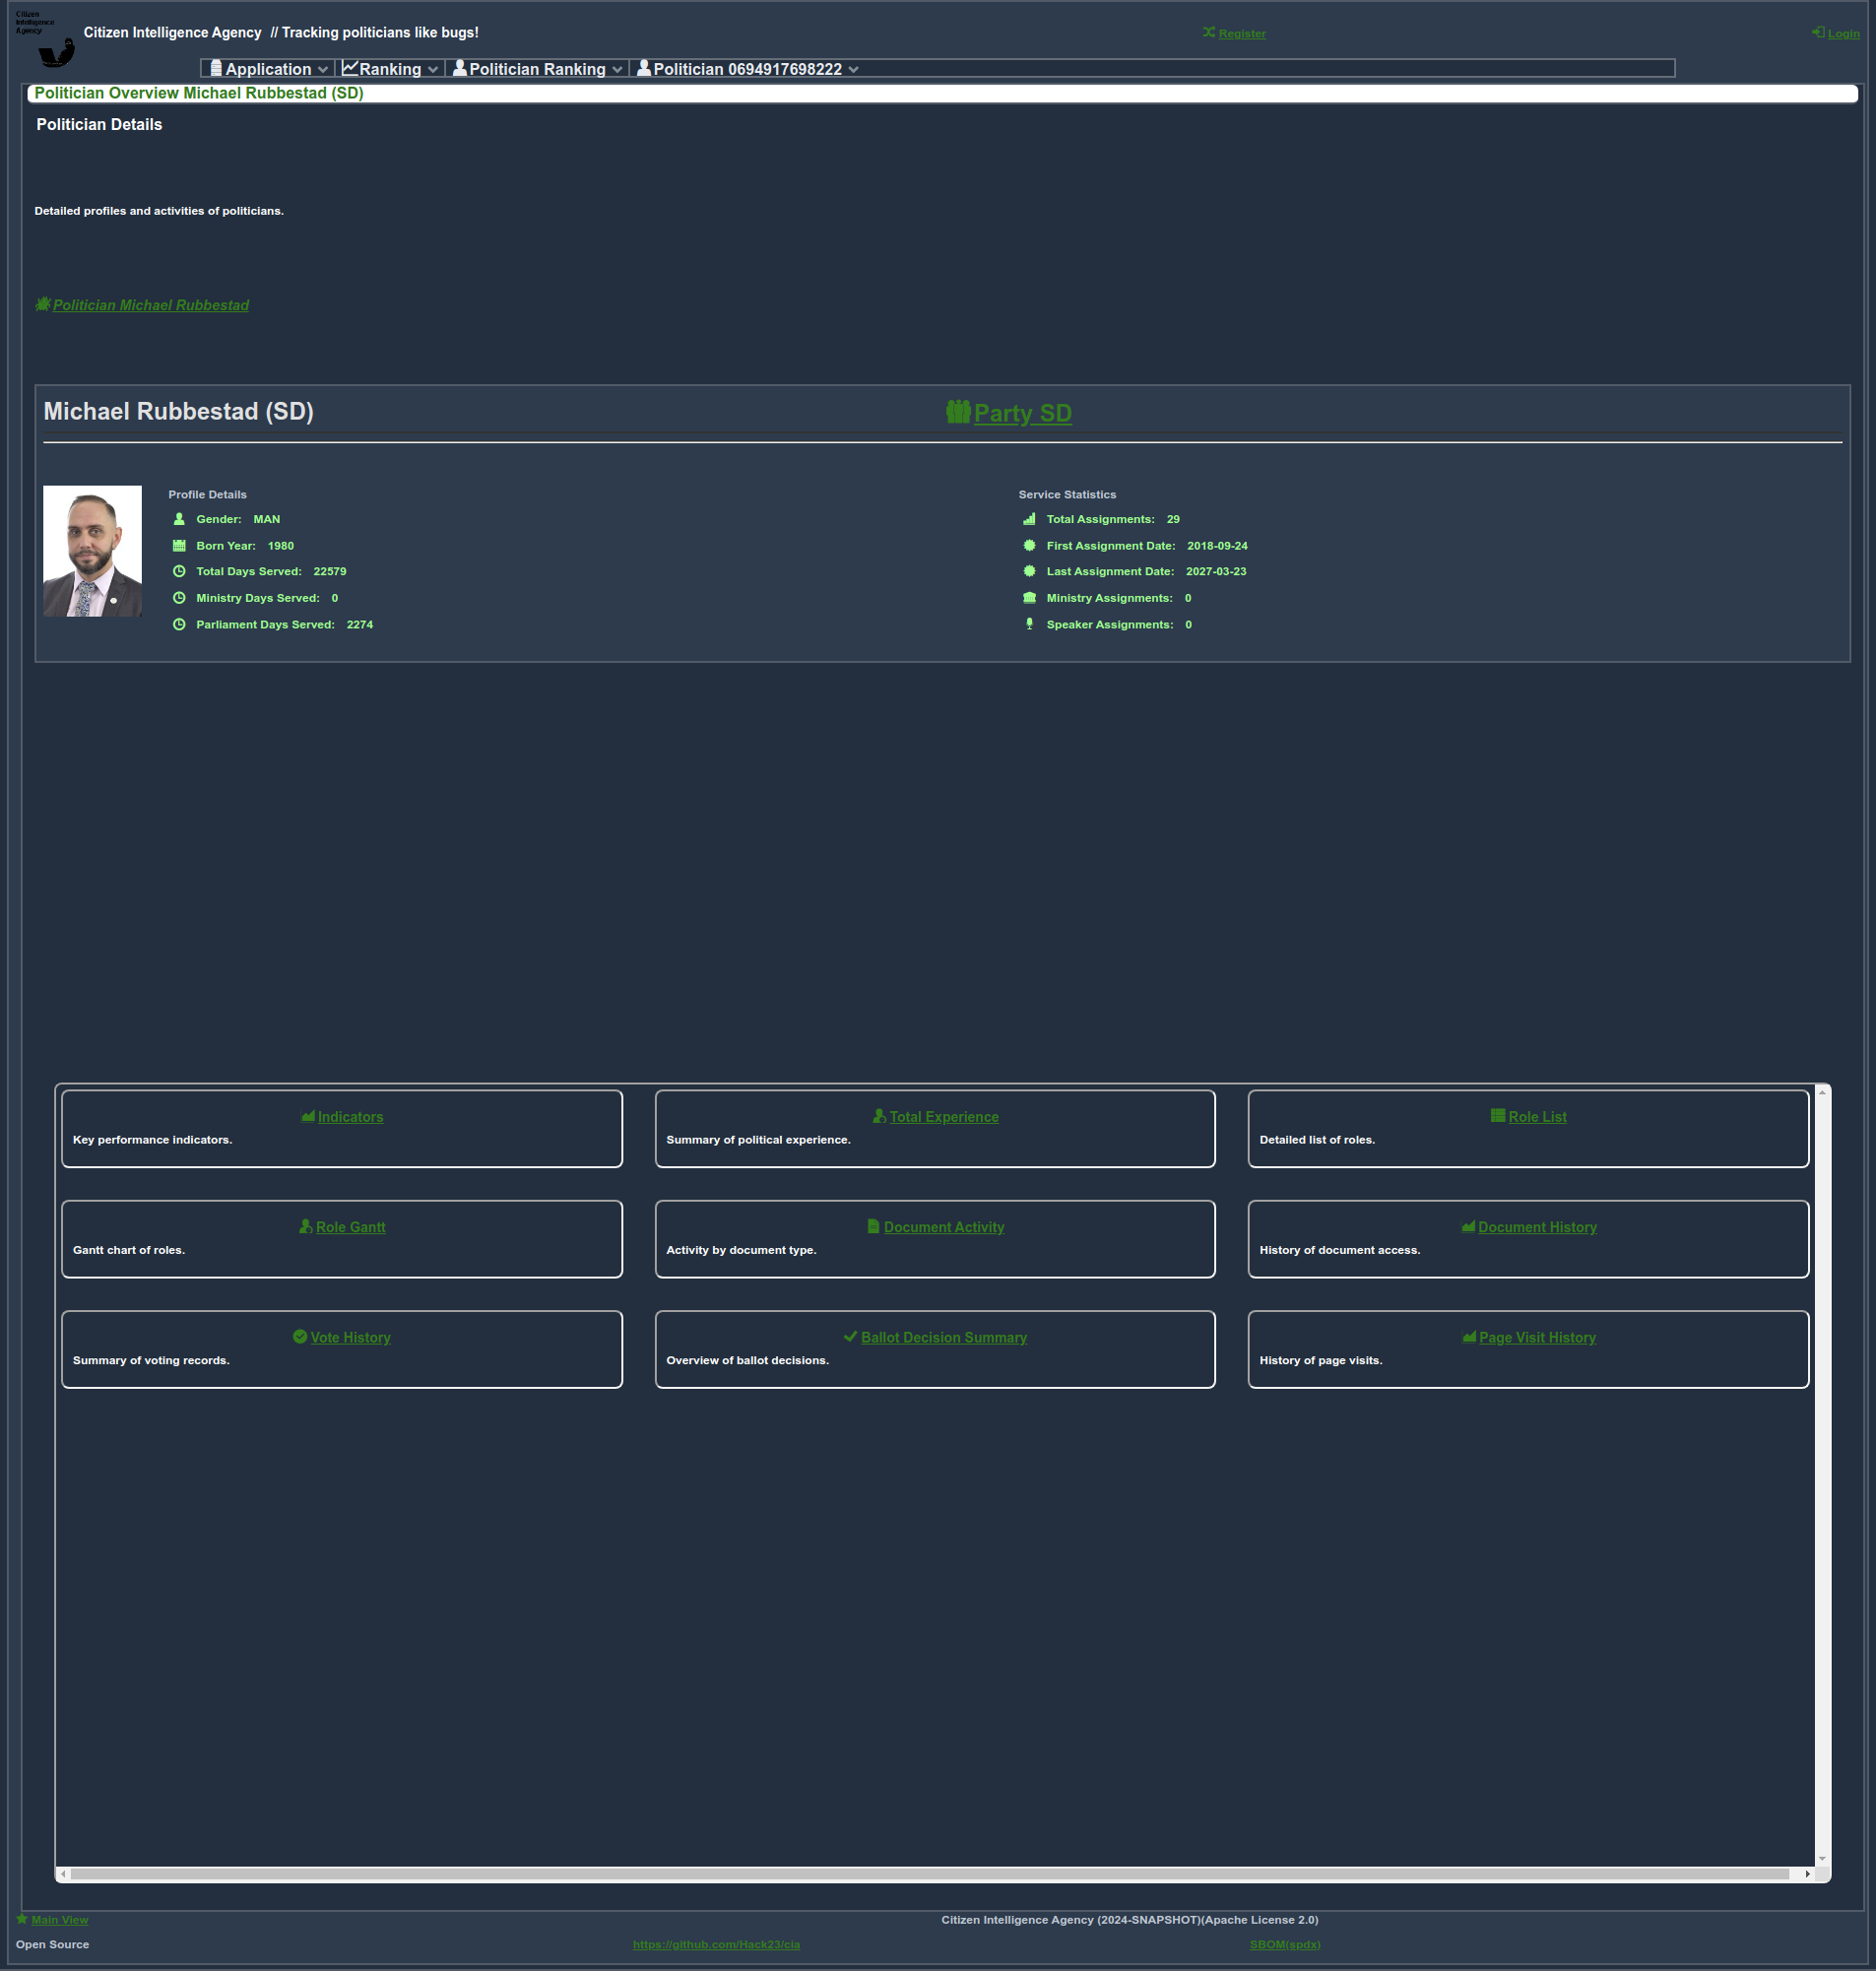 Citizen
Intelligence
Agency
Citizen Intelligence Agency // Tracking politicians like bugs!
Register
Login
Application
Ranking
Politician Ranking
Politician 0694917698222
Politician Overview Michael Rubbestad (SD)
Politician Details
Detailed profiles and activities of politicians.
Politician Michael Rubbestad
Michael Rubbestad (SD)
Party SD
Profile Details
Gender: MAN
Born Year: 1980
Total Days Served: 22579
Ministry Days Served: 0
Parliament Days Served: 2274
Service Statistics
Total Assignments: 29
First Assignment Date: 2018-09-24
Last Assignment Date: 2027-03-23
Ministry Assignments: 0
Speaker Assignments: 0
Indicators
Key performance indicators.
Total Experience
Summary of political experience.
Role List
Detailed list of roles.
Role Gantt
Gantt chart of roles.
Document Activity
Activity by document type.
Document History
History of document access.
Vote History
Summary of voting records.
Ballot Decision Summary
Overview of ballot decisions.
Page Visit History
History of page visits.
Main View
Citizen Intelligence Agency (2024-SNAPSHOT)(Apache License 2.0)
Open Source
https://github.com/Hack23/cia
SBOM(spdx)